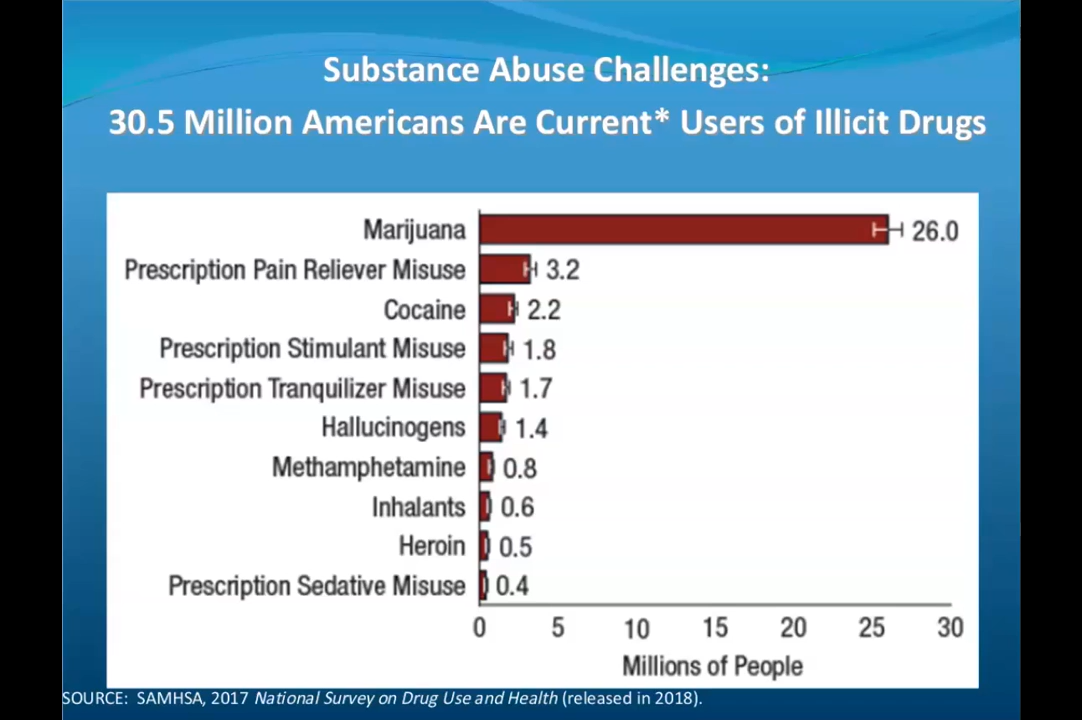 Substance Abuse Challenges:
30.5 Million Americans Are Current* Users of Illicit Drugs
Marijuana 26.0
Prescription Pain Reliever Misuse 3.2
Cocaine 2.2
Prescription Stimulant Misuse 1.8
Prescription Tranquilizer Misuse 1.7
Hallucinogens 1.4
Methamphetamine 0.8
Inhalants 0.6
Heroin 0.5
Prescription Sedative Misuse 0.4
0 5 10 15 20 25 30
Millions of People
SOURCE: SAMHSA, 2017 National Survey on Drug Use and Health (released in 2018).